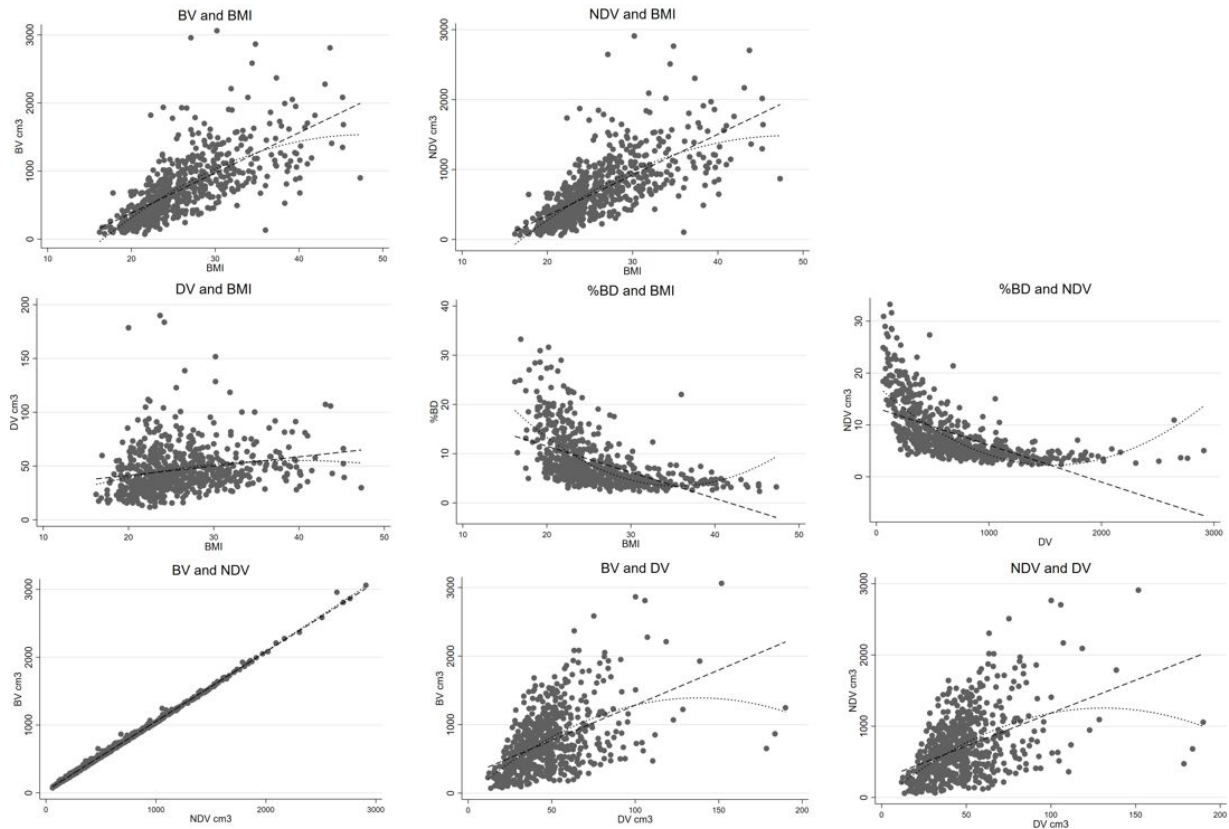 BV and BMI
BV cm3
3000
2000
1000
0
10 20 30 40 50
BMI
NDV and BMI
NDV cm3
3000
2000
1000
0
10 20 30 40 50
BMI
DV and BMI
DV cm3
200
150
100
50
0
10 20 30 40 50
BMI
%BD and BMI
%BD
40
30
20
10
0
10 20 30 40 50
BMI
%BD and NDV
NDV cm3
30
20
10
0
0 1000 2000 3000
DV
BV and NDV
BV cm3
3000
2000
1000
0
0 1000 2000 3000
NDV cm3
BV and DV
BV cm3
3000
2000
1000
0
0 50 100 150 200
DV cm3
NDV and DV
NDV cm3
3000
2000
1000
0
0 50 100 150 200
DV cm3